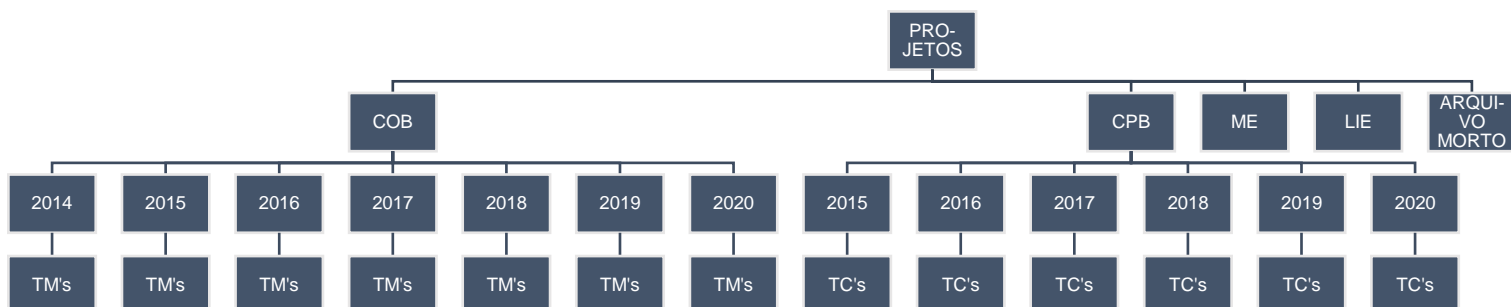 PRO-
JETOS
COB
CPB
ME
LIE
ARQUI-
VO
MORTO
2014
2015
2016
2017
2018
2019
2020
2015
2016
2017
2018
2019
2020
TM's
TM's
TM's
TM's
TM's
TM's
TM's
TC's
TC's
TC's
TC's
TC's
TC's